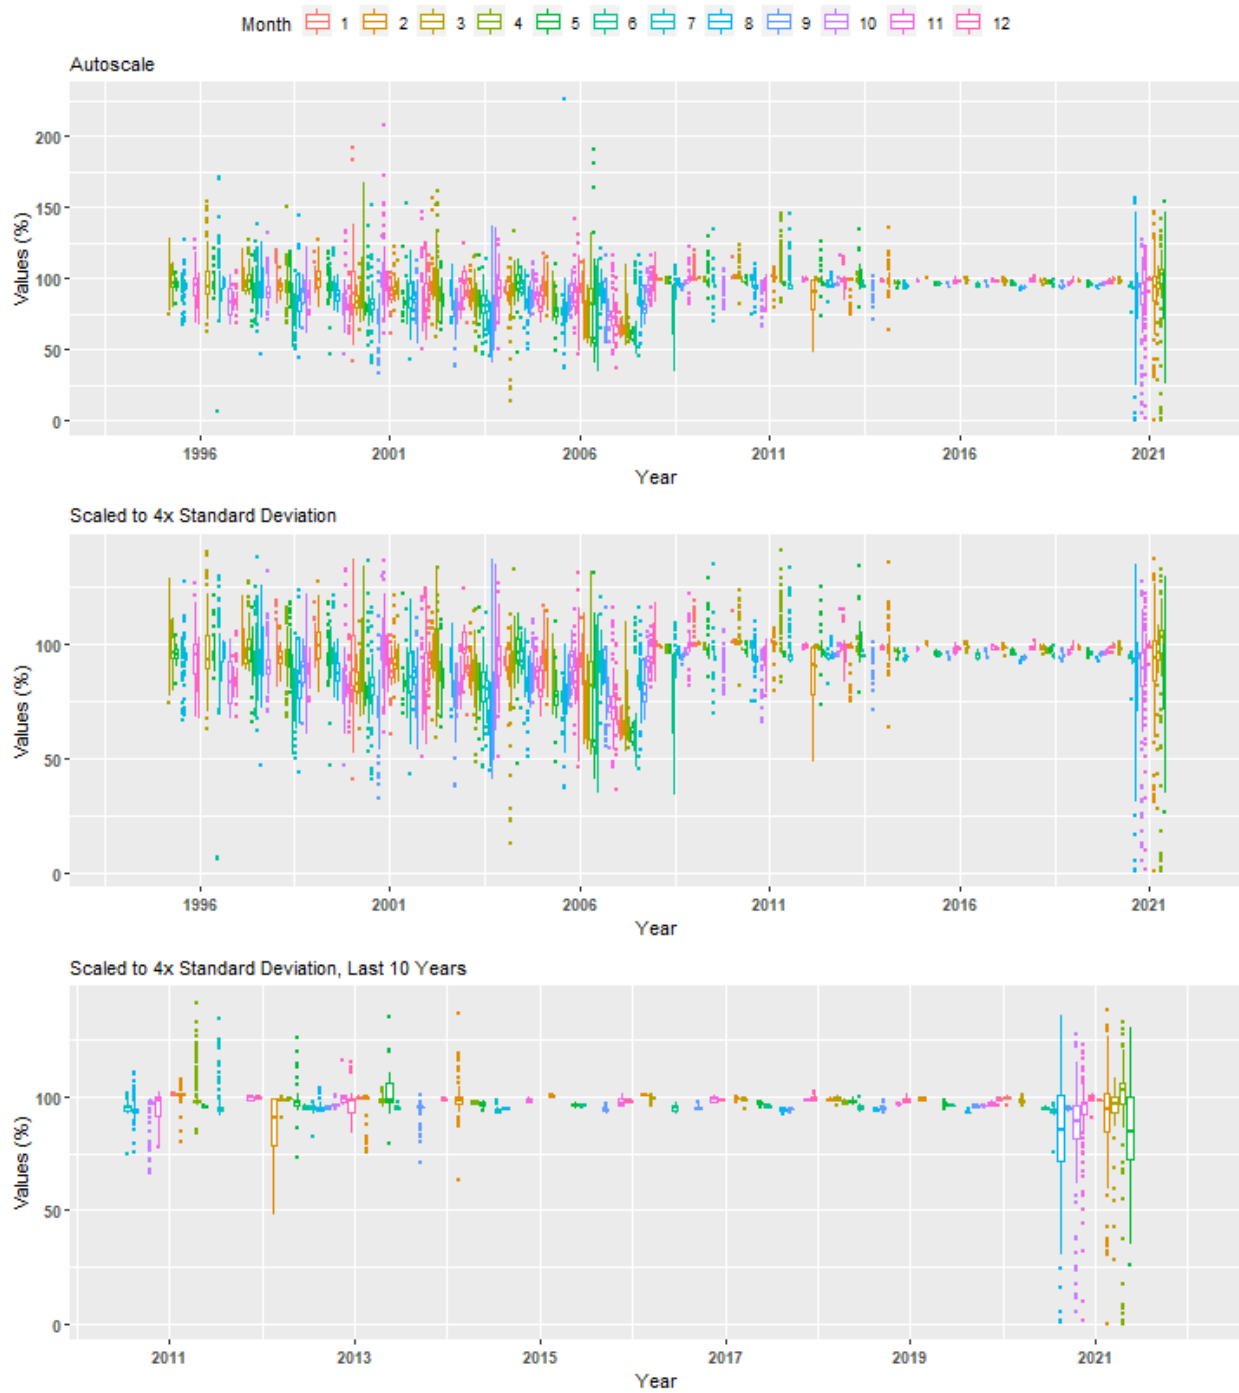 Month 1 2 3 4 5 6 7 8 9 10 11 12
Autoscale
Values (%)
200
150
100
50
0
1996 2001 2006 2011 2016 2021
Year
Scaled to 4x Standard Deviation
Values (%)
100
50
0
1996 2001 2006 2011 2016 2021
Year
Scaled to 4x Standard Deviation, Last 10 Years
Values (%)
100
50
0
2011 2013 2015 2017 2019 2021
Year